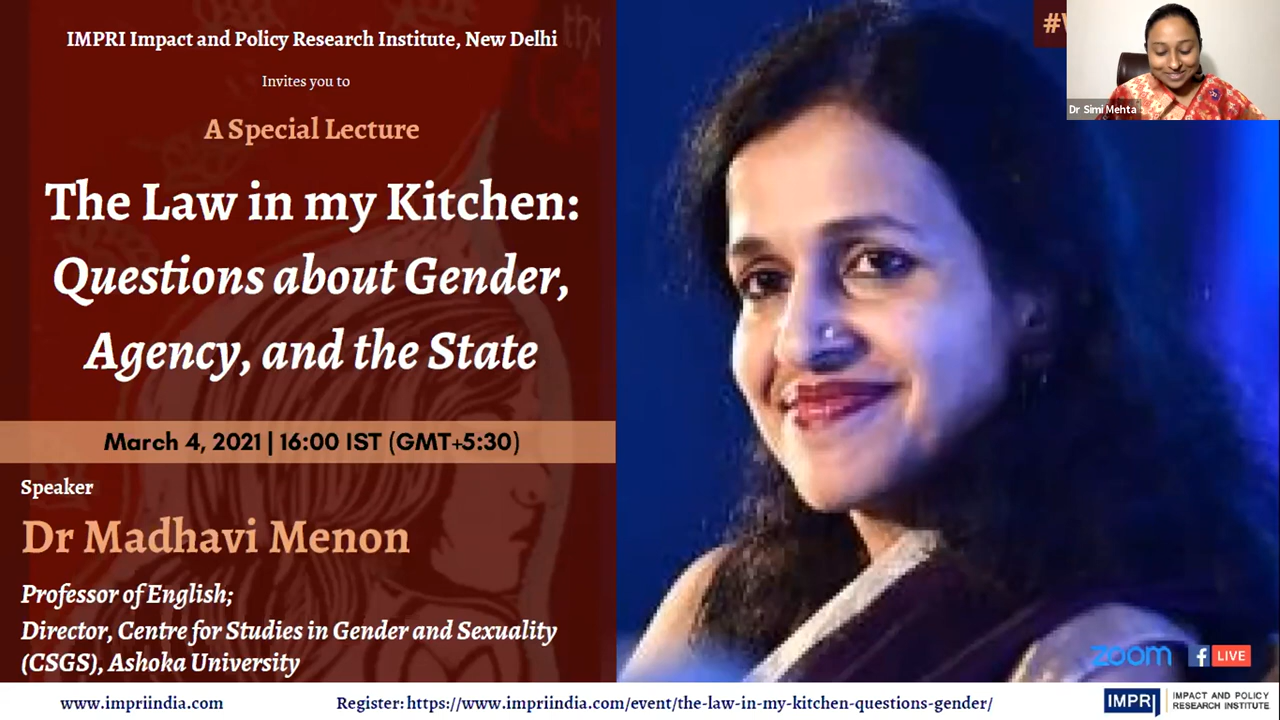 IMPRI Impact and Policy Research Institute, New Delhi
Invites you to
A Special Lecture
The Law in my Kitchen:
Questions about Gender,
Agency, and the State
March 4, 2021 | 16:00 IST (GMT+5:30)
Speaker
Dr Madhavi Menon
Professor of English;
Director, Centre for Studies in Gender and Sexuality
(CSGS), Ashoka University
Dr Simi Mehta
zoom
f LIVE
www.impriindia.com
Register: https://www.impriindia.com/event/the-law-in-my-kitchen-questions-gender/
IMPRI
IMPACT AND POLICY
RESEARCH INSTITUTE